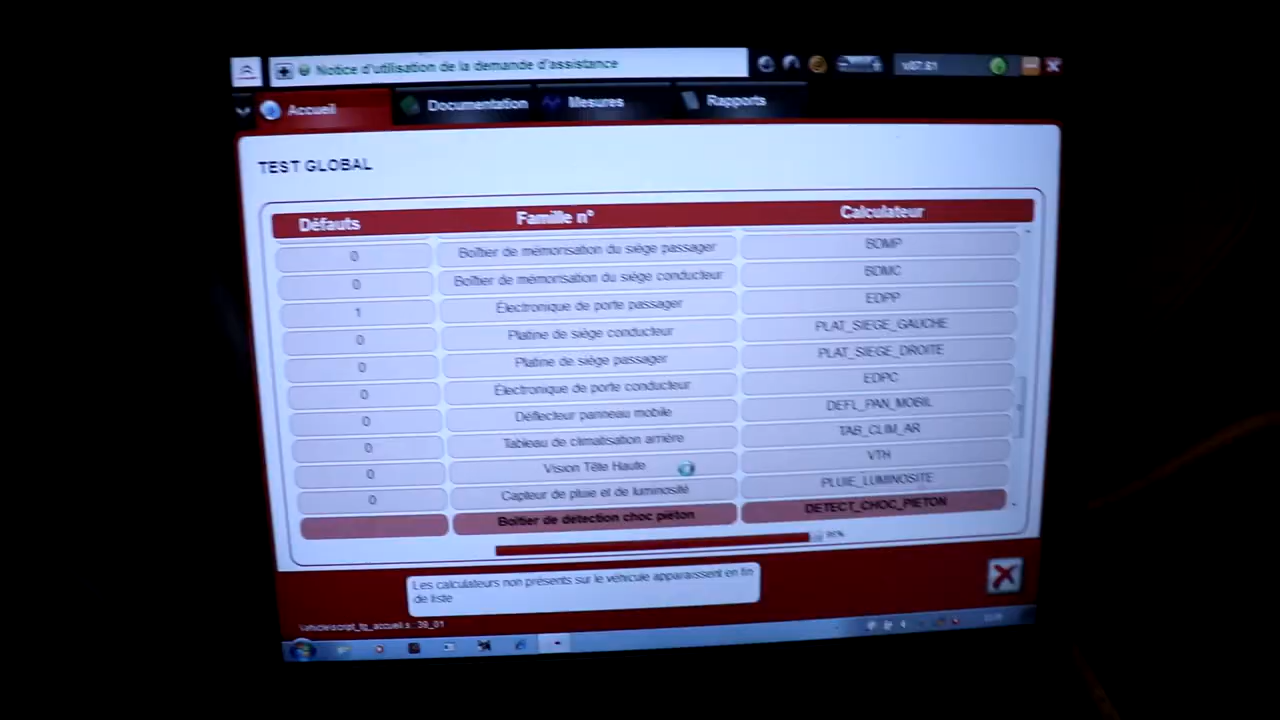 Notice d'utilisation de la demande d'assistance
v07.61
Accueil
Documentation
Mesures
Rapports
TEST GLOBAL
Défauts Famille n° Calculateur
0 Boîtier de mémorisation du siège passager BDMP
0 Boîtier de mémorisation du siège conducteur BDMC
1 Électronique de porte passager EDPP
0 Platine de siège conducteur PLAT_SIEGE_GAUCHE
0 Platine de siège passager PLAT_SIEGE_DROITE
0 Électronique de porte conducteur EDPC
0 Déflecteur panneau mobile DEFL_PAN_MOBIL
0 Tableau de climatisation arrière TAB_CLIM_AR
0 Vision Tête Haute VTH
0 Capteur de pluie et de luminosité PLUIE_LUMINOSITE
Boîtier de détection choc piéton DETECT_CHOC_PIETON
Les calculateurs non présents sur le véhicule apparaissent en fin
de liste